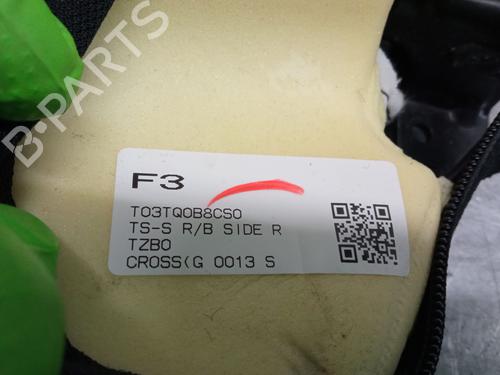 B-PARTS
F3
T03TQ0B8CS0
TS-S R/B SIDE R
TZB0
CROSS(G 0013 S